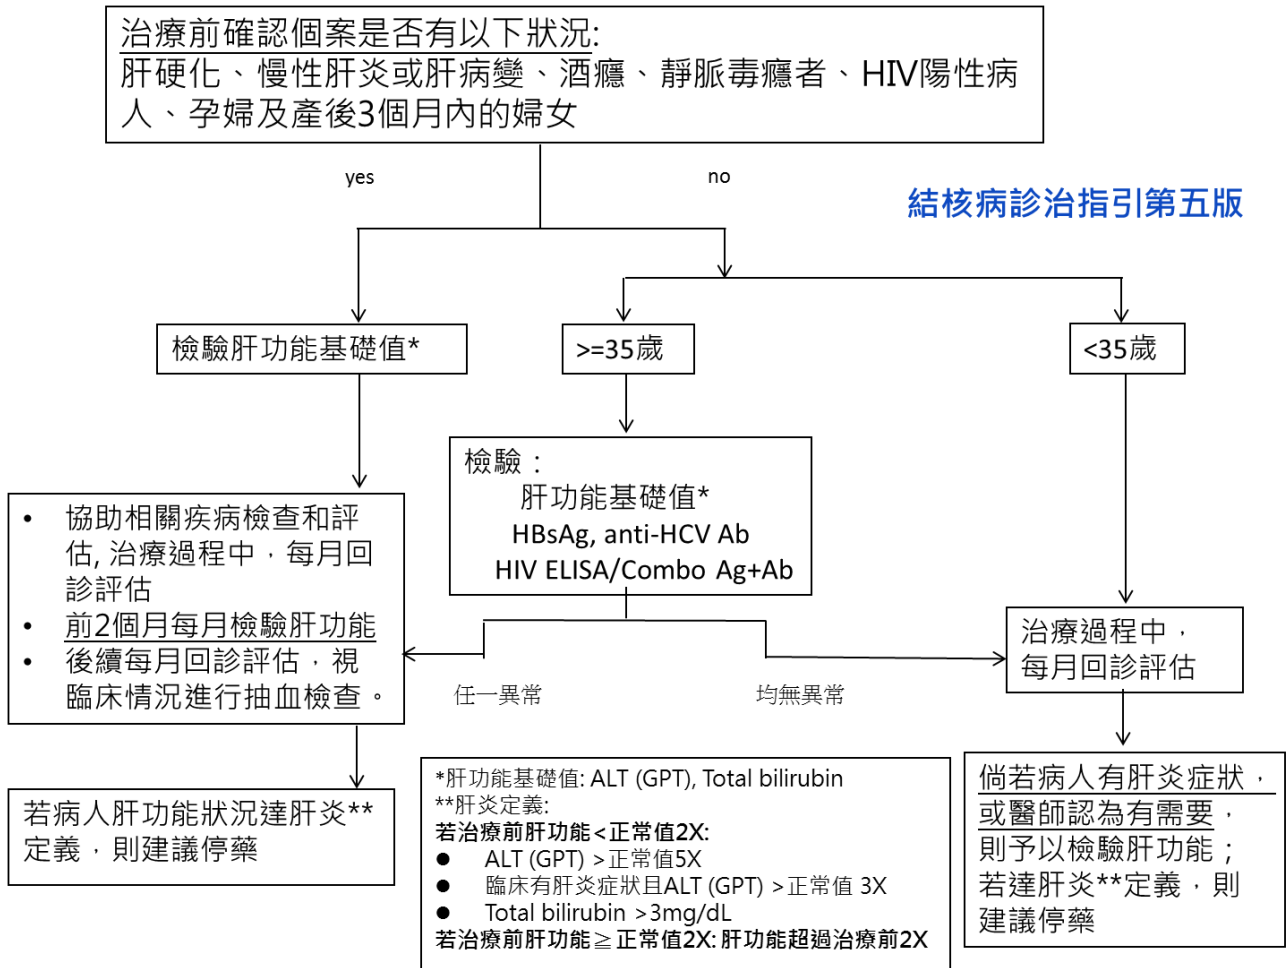 治療前確認個案是否有以下狀況:
肝硬化、慢性肝炎或肝病變、酒癮、靜脈毒癮者、HIV陽性病
人、孕婦及產後3個月內的婦女
yes
no
結核病診治指引第五版
檢驗肝功能基礎值*
>=35歲
<35歲
檢驗：
肝功能基礎值*
HBsAg, anti-HCV Ab
HIV ELISA/Combo Ag+Ab
• 協助相關疾病檢查和評
估, 治療過程中，每月回
診評估
• 前2個月每月檢驗肝功能
• 後續每月回診評估，視
臨床情況進行抽血檢查。
任一異常
均無異常
治療過程中，
每月回診評估
若病人肝功能狀況達肝炎**
定義，則建議停藥
*肝功能基礎值: ALT (GPT), Total bilirubin
**肝炎定義:
若治療前肝功能<正常值2X:
● ALT (GPT) >正常值5X
● 臨床有肝炎症狀且ALT (GPT) >正常值 3X
● Total bilirubin >3mg/dL
若治療前肝功能≧正常值2X: 肝功能超過治療前2X
倘若病人有肝炎症狀，
或醫師認為有需要，
則予以檢驗肝功能；
若達肝炎**定義，則
建議停藥